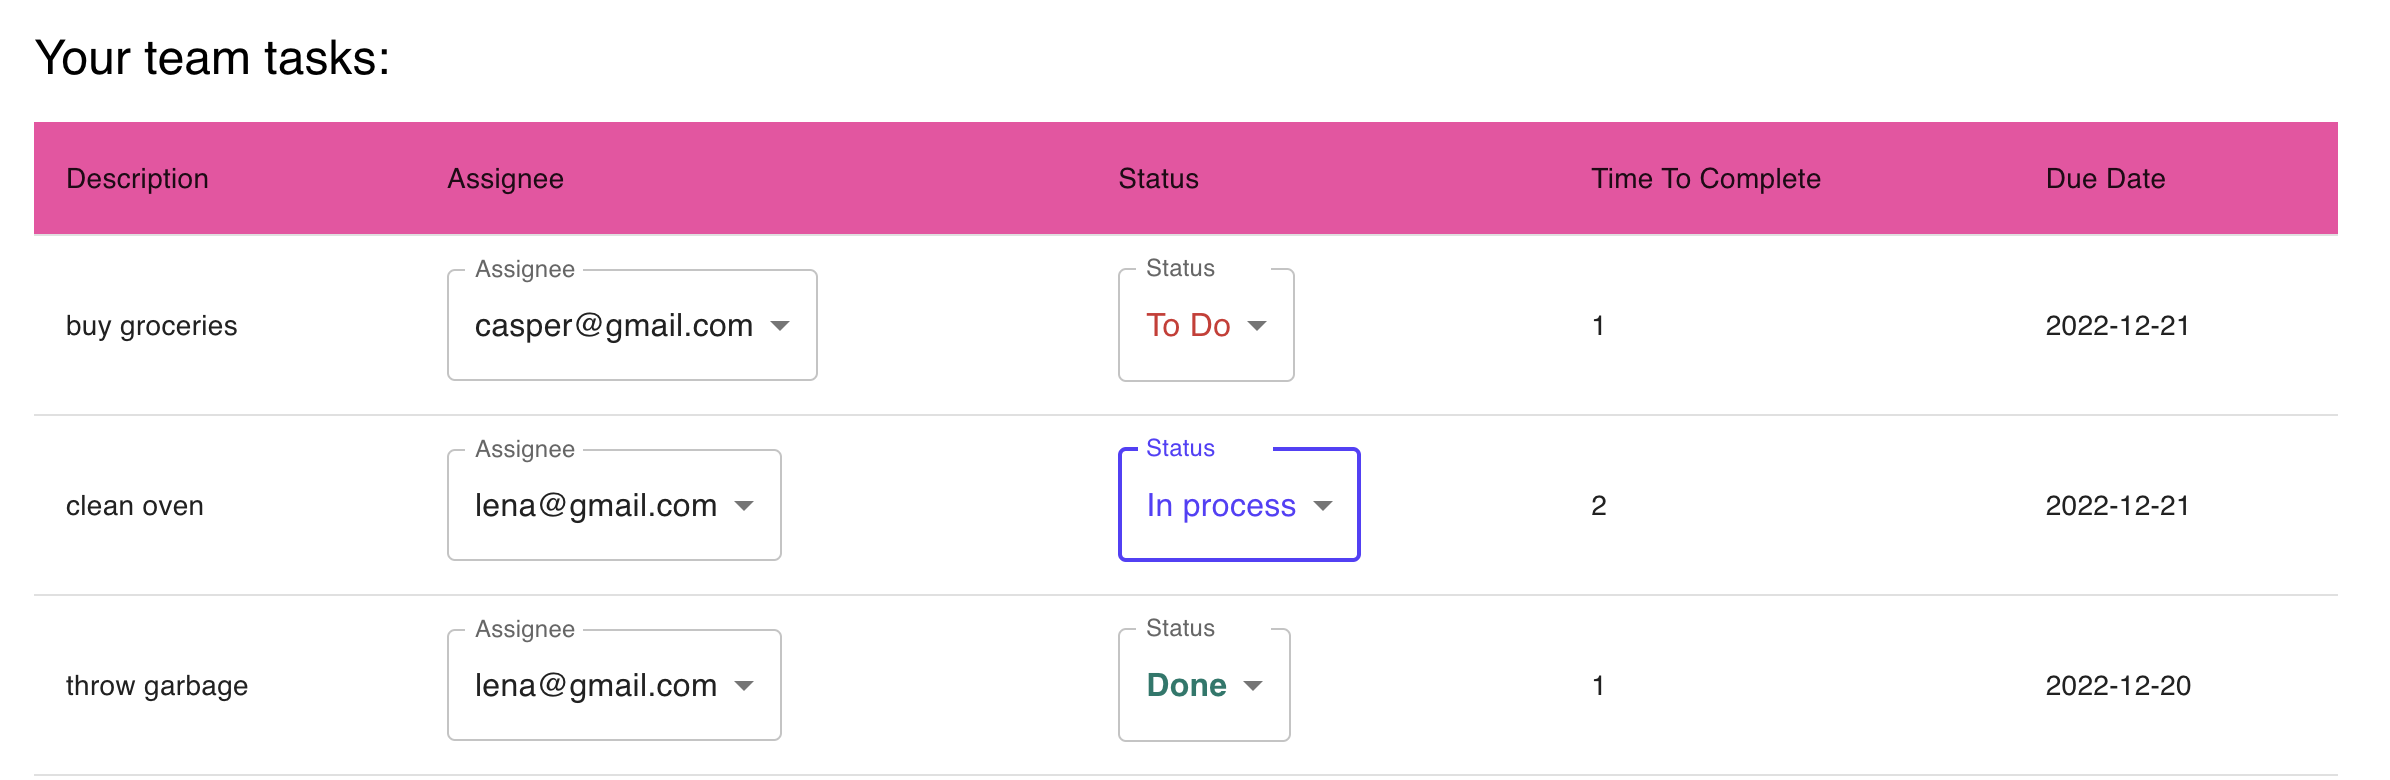 Your team tasks:
Description Assignee Status Time To Complete Due Date
Assignee Status
buy groceries casper@gmail.com To Do 1 2022-12-21
Assignee Status
clean oven lena@gmail.com In process 2 2022-12-21
Assignee Status
throw garbage lena@gmail.com Done 1 2022-12-20